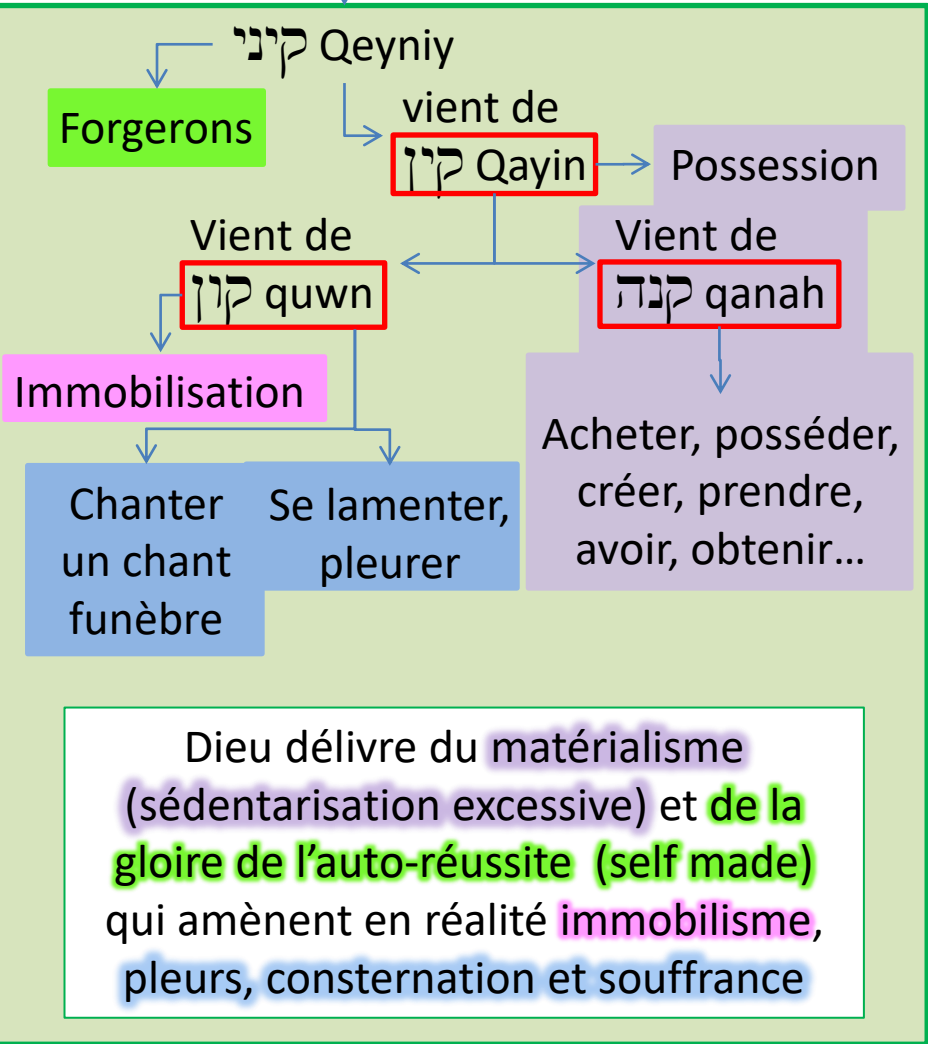 קיני Qeyniy
Forgerons
vient de
קין Qayin
Possession
Vient de
קון quwn
Vient de
קנה qanah
Immobilisation
Chanter
un chant
funèbre
Se lamenter,
pleurer
Acheter, posséder,
créer, prendre,
avoir, obtenir…
Dieu délivre du matérialisme
(sédentarisation excessive) et de la
gloire de l’auto-réussite (self made)
qui amènent en réalité immobilisme,
pleurs, consternation et souffrance